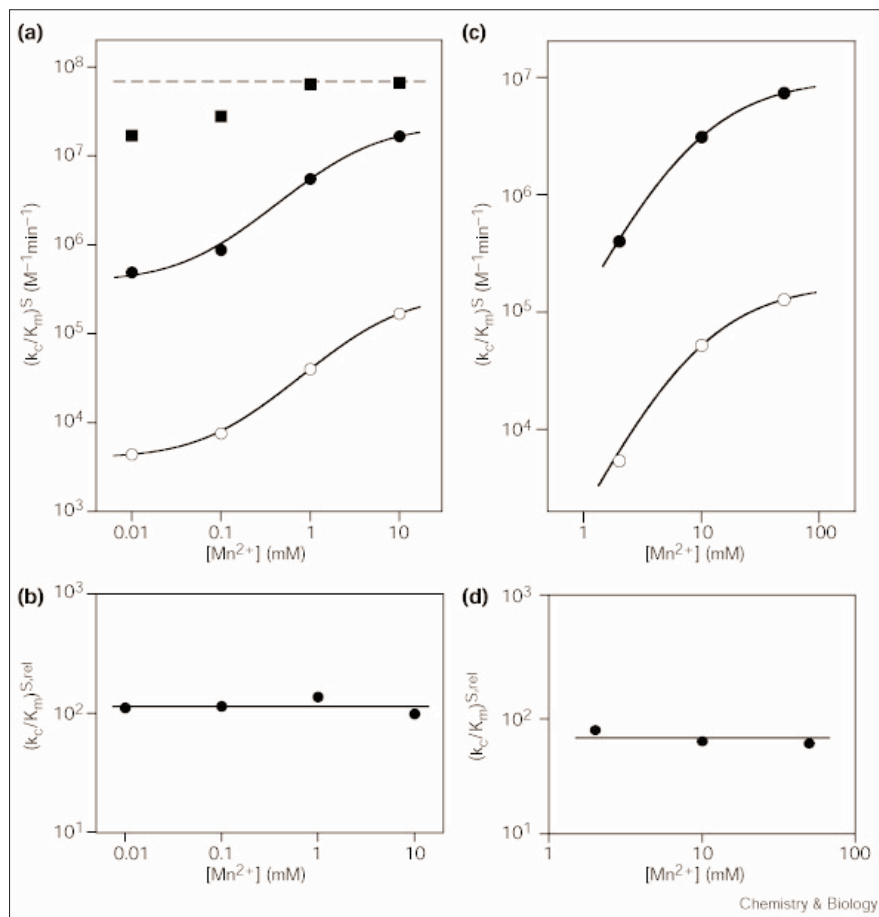 (a)
10⁸
10⁷
10⁶
10⁵
10⁴
10³
(k_c/K_m)^S (M⁻¹min⁻¹)
0.01 0.1 1 10
[Mn²⁺] (mM)
(c)
10⁷
10⁶
10⁵
10⁴
(k_c/K_m)^S (M⁻¹min⁻¹)
1 10 100
[Mn²⁺] (mM)
(b)
10³
10²
10¹
(k_c/K_m)^S,rel
0.01 0.1 1 10
[Mn²⁺] (mM)
(d)
10³
10²
10¹
(k_c/K_m)^S,rel
1 10 100
[Mn²⁺] (mM)
Chemistry & Biology